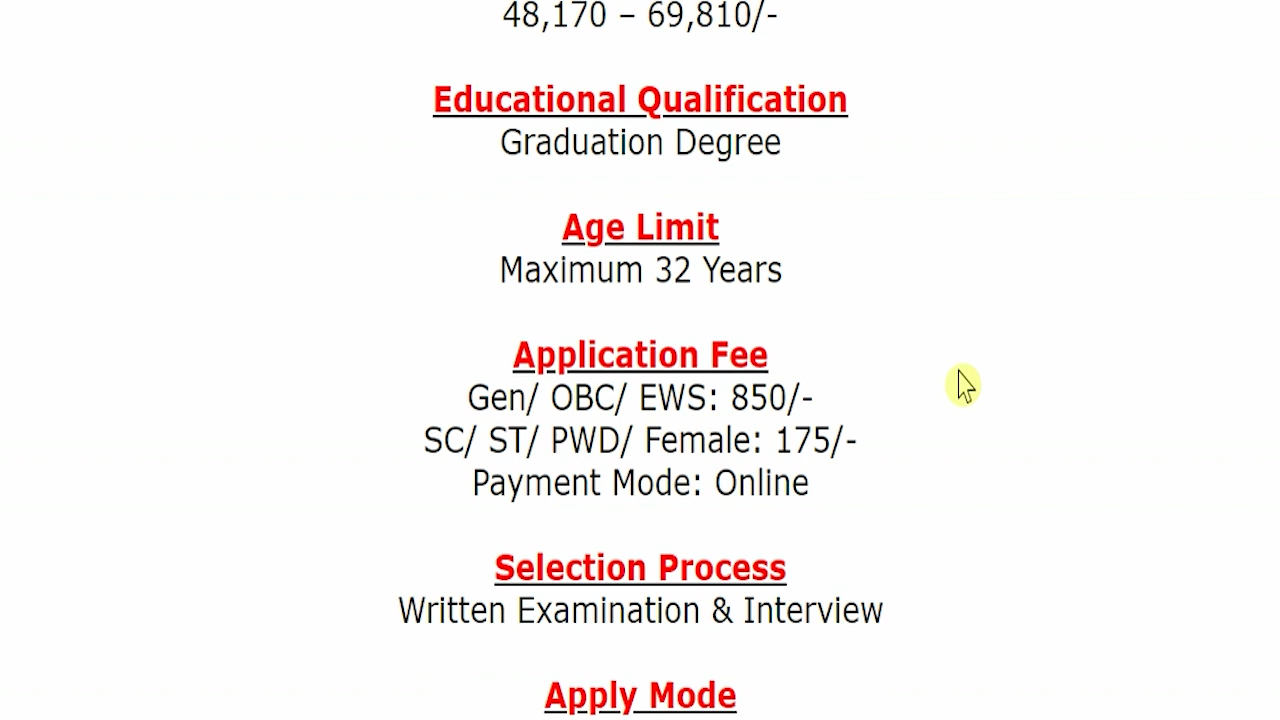 48,170 – 69,810/-
Educational Qualification
Graduation Degree
Age Limit
Maximum 32 Years
Application Fee
Gen/ OBC/ EWS: 850/-
SC/ ST/ PWD/ Female: 175/-
Payment Mode: Online
Selection Process
Written Examination & Interview
Apply Mode